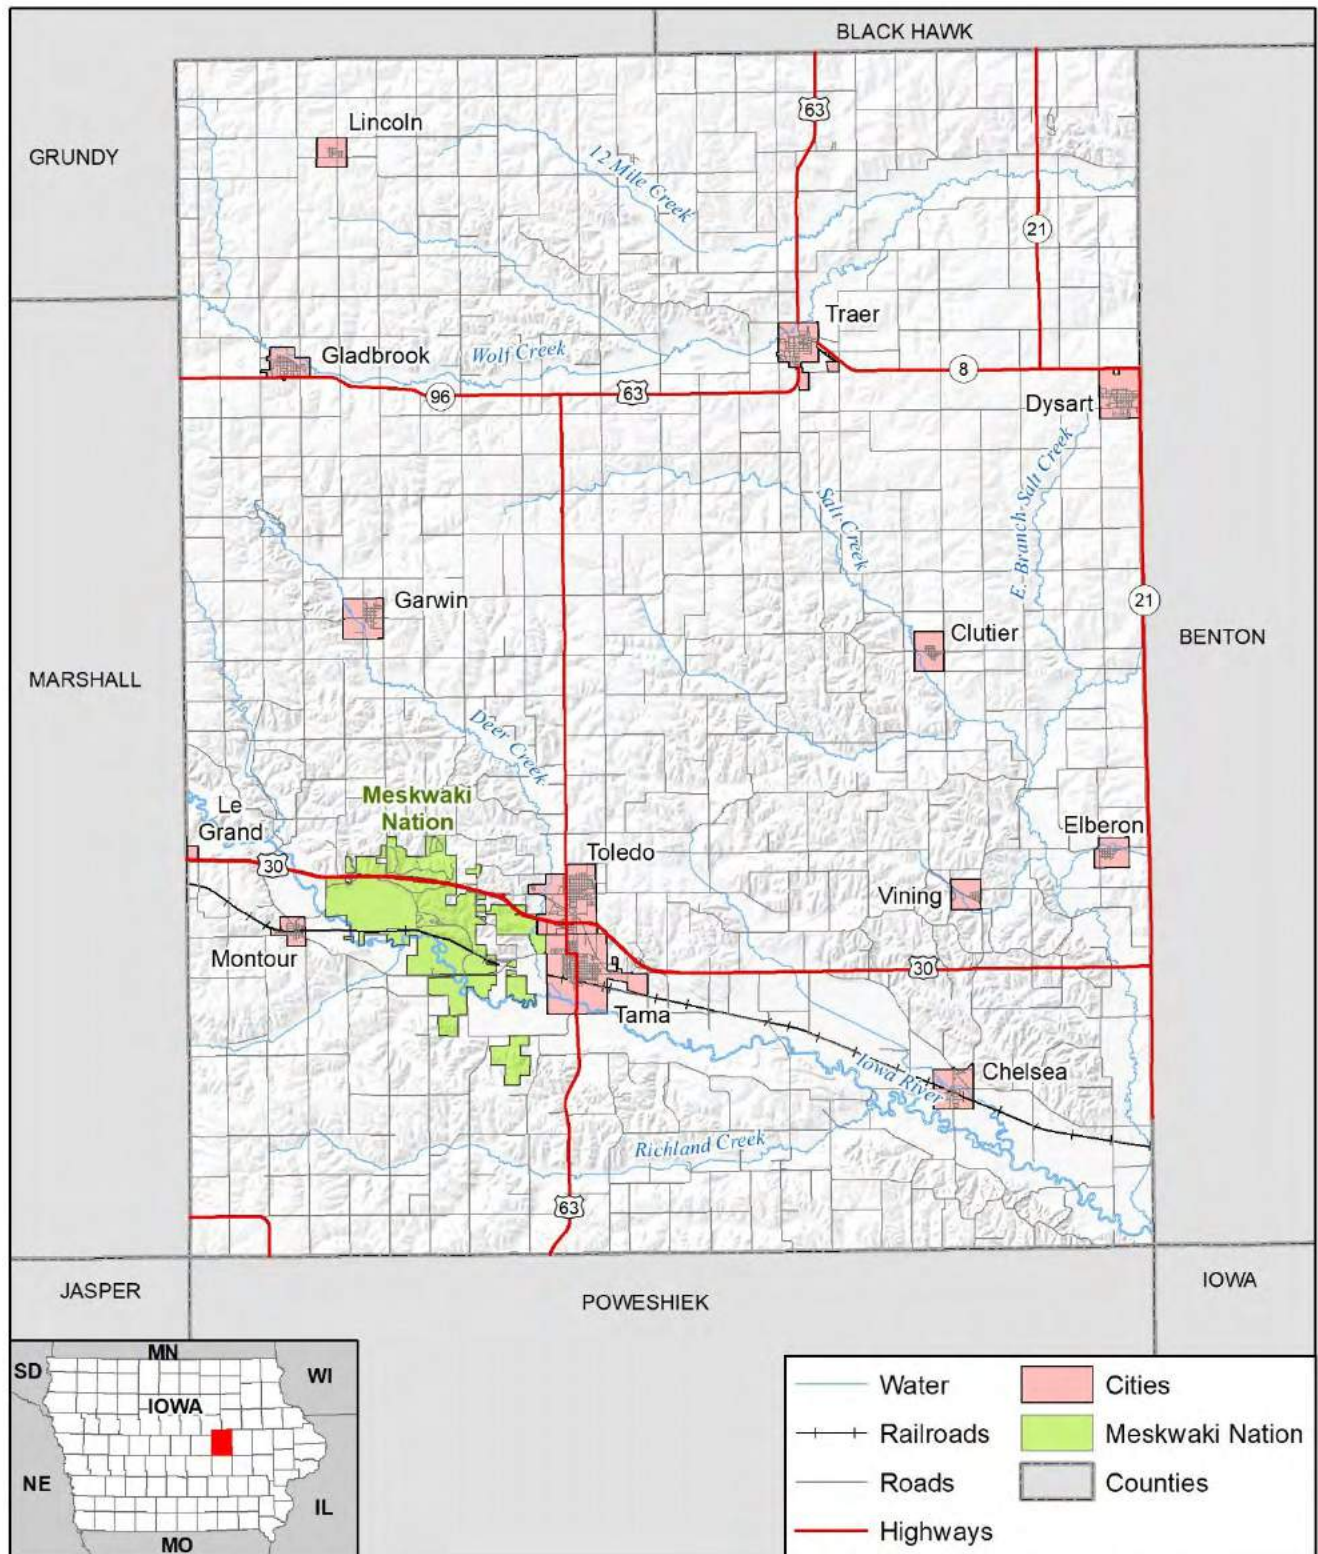 BLACK HAWK
63
Lincoln
12 Mile Creek
GRUNDY
21
Traer
Gladbrook
Wolf Creek
8
96
63
Dysart
E. Branch Salt Creek
Salt Creek
Garwin
21
Clutier
BENTON
MARSHALL
Deer Creek
Meskwaki
Nation
Le
Grand
Elberon
30
Toledo
Vining
Montour
30
Tama
Iowa River
Chelsea
Richland Creek
63
JASPER
POWESHIEK
IOWA
MN
SD
WI
IOWA
NE
IL
MO
Water
Cities
Railroads
Meskwaki Nation
Roads
Counties
Highways